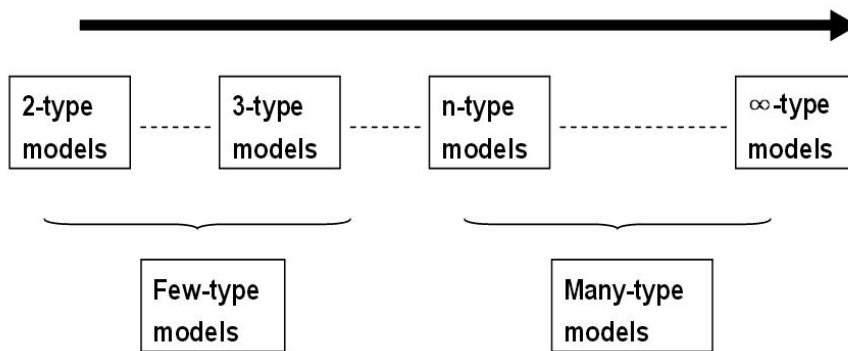 2-type
models
3-type
models
n-type
models
∞-type
models
Few-type
models
Many-type
models